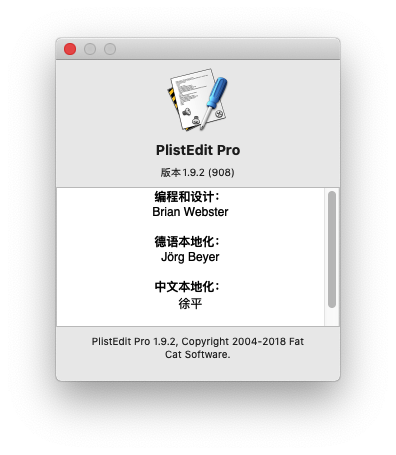 PlistEdit Pro
版本 1.9.2 (908)
编程和设计：
Brian Webster
德语本地化：
Jörg Beyer
中文本地化：
徐平
PlistEdit Pro 1.9.2, Copyright 2004-2018 Fat
Cat Software.